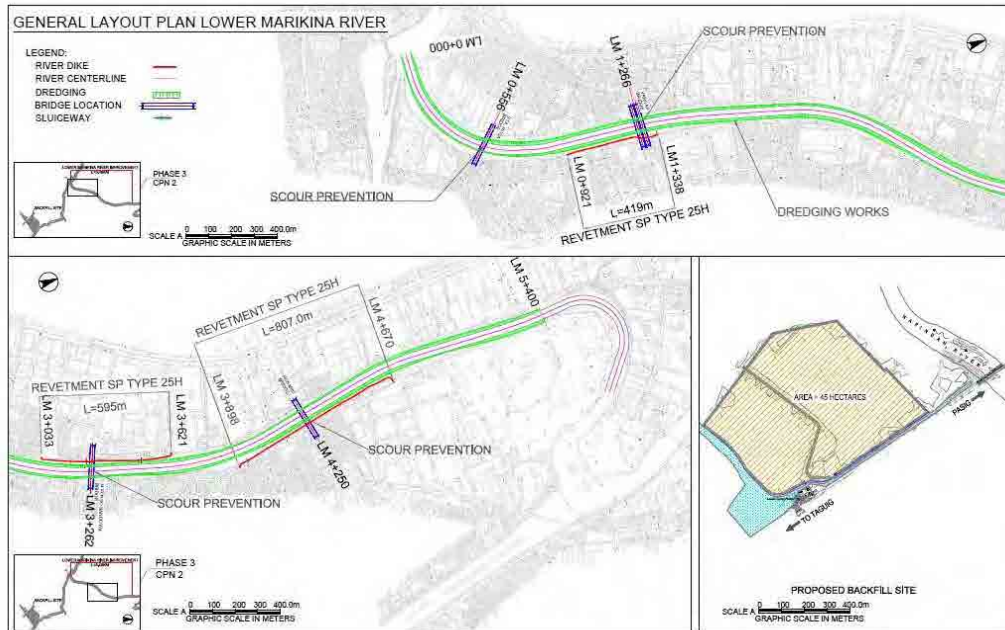 GENERAL LAYOUT PLAN LOWER MARIKINA RIVER
LEGEND:
RIVER DIKE
RIVER CENTERLINE
DREDGING
BRIDGE LOCATION
SLUICEWAY
PHASE 3
CPN 2
SCALE A
0 100 200 300 400.0m
GRAPHIC SCALE IN METERS
LM 0+000
LM 0+556
SCOUR PREVENTION
LM 1+266
SCOUR PREVENTION
LM 0+921
LM1+338
L=419m
REVETMENT SP TYPE 25H
DREDGING WORKS
REVETMENT SP TYPE 25H
L=595m
LM 3+033
LM 3+621
LM 3+262
SCOUR PREVENTION
REVETMENT SP TYPE 25H
L=807.0m
LM 3+898
LM 4+670
LM 4+250
SCOUR PREVENTION
LM 5+400
PHASE 3
CPN 2
SCALE A
0 100 200 300 400.0m
GRAPHIC SCALE IN METERS
NAPINDAN RIVER
AREA = 45 HECTARES
PASIG
TO TAGUIG
PROPOSED BACKFILL SITE
SCALE A
0 100 200 300 400.0m
GRAPHIC SCALE IN METERS